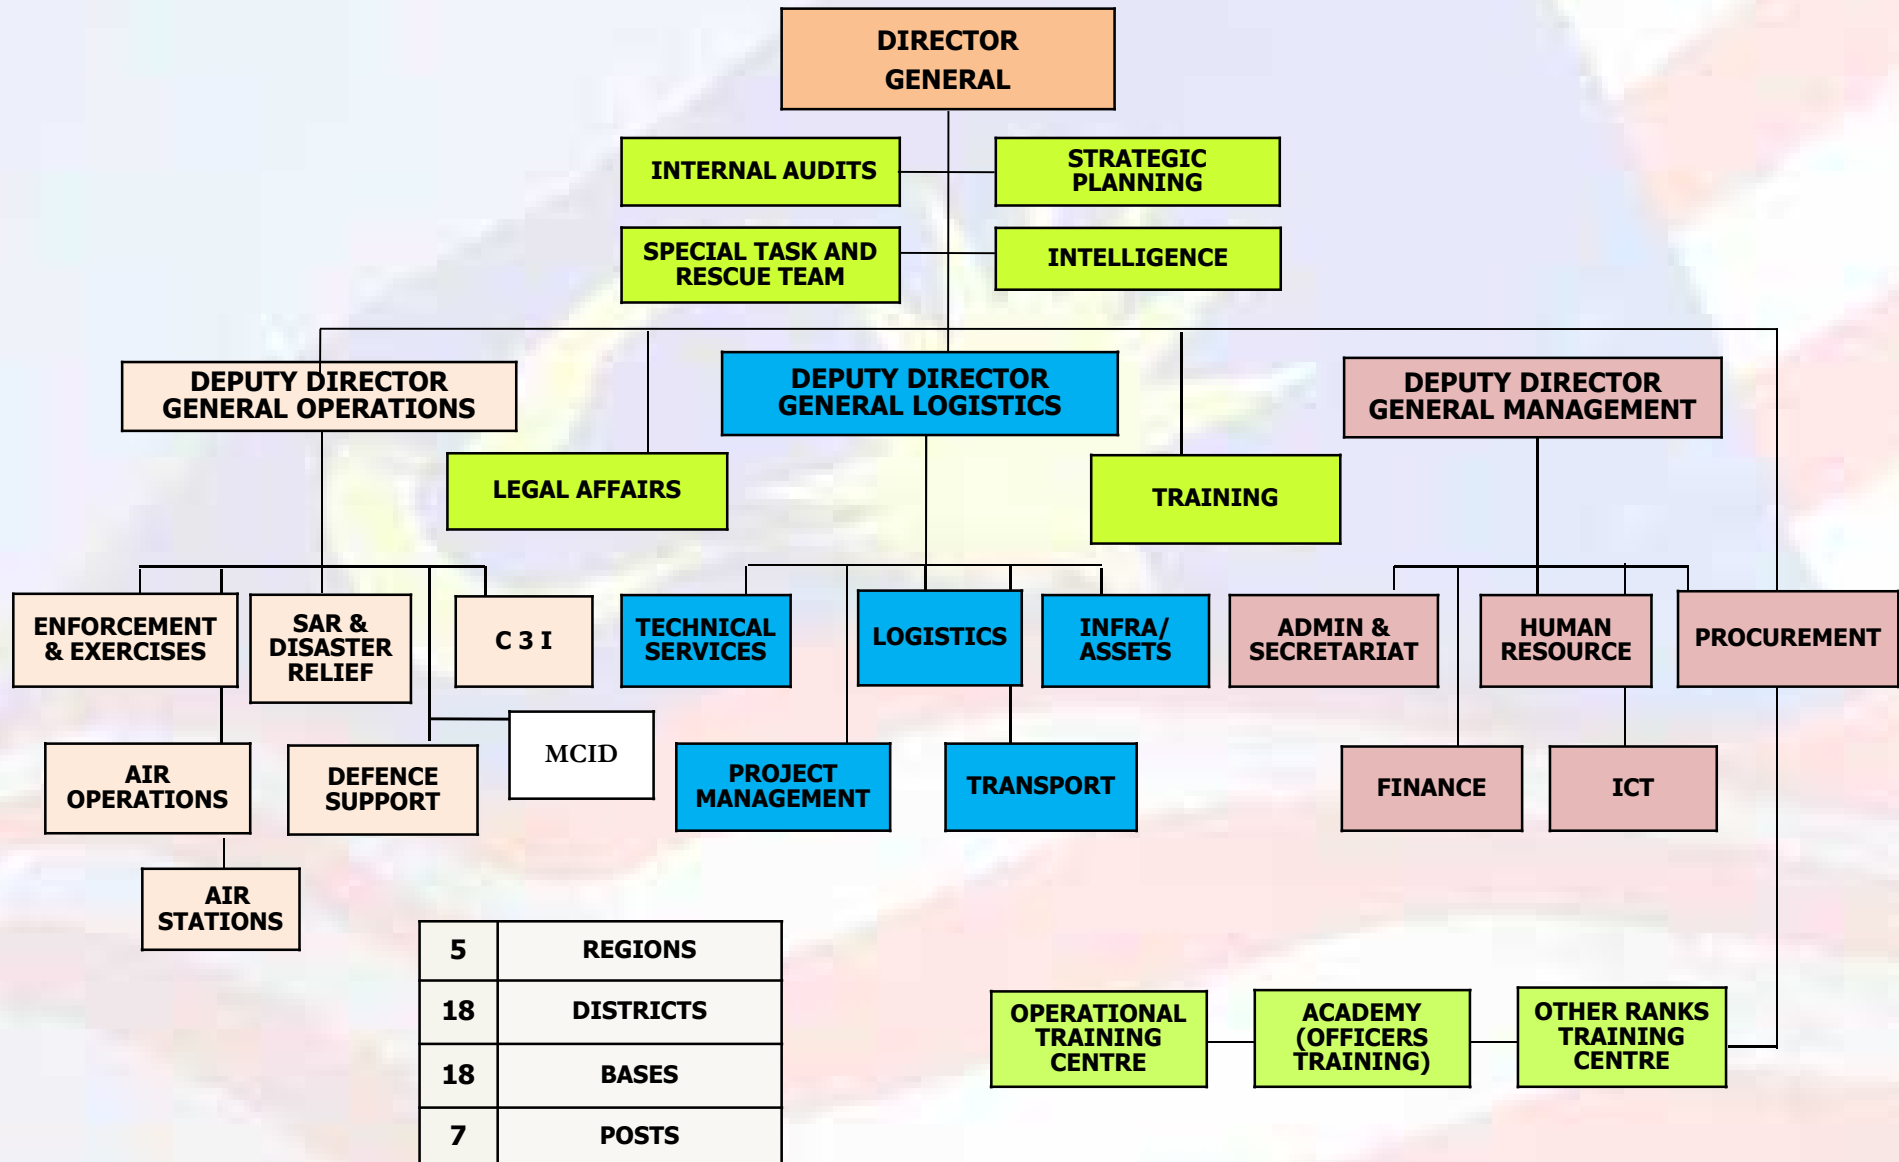 DIRECTOR
GENERAL
INTERNAL AUDITS
STRATEGIC
PLANNING
SPECIAL TASK AND
RESCUE TEAM
INTELLIGENCE
DEPUTY DIRECTOR
GENERAL OPERATIONS
DEPUTY DIRECTOR
GENERAL LOGISTICS
DEPUTY DIRECTOR
GENERAL MANAGEMENT
LEGAL AFFAIRS
TRAINING
ENFORCEMENT
& EXERCISES
SAR &
DISASTER
RELIEF
C 3 I
TECHNICAL
SERVICES
LOGISTICS
INFRA/
ASSETS
ADMIN &
SECRETARIAT
HUMAN
RESOURCE
PROCUREMENT
AIR
OPERATIONS
DEFENCE
SUPPORT
MCID
PROJECT
MANAGEMENT
TRANSPORT
FINANCE
ICT
AIR
STATIONS
5 REGIONS
18 DISTRICTS
18 BASES
7 POSTS
OPERATIONAL
TRAINING
CENTRE
ACADEMY
(OFFICERS
TRAINING)
OTHER RANKS
TRAINING
CENTRE